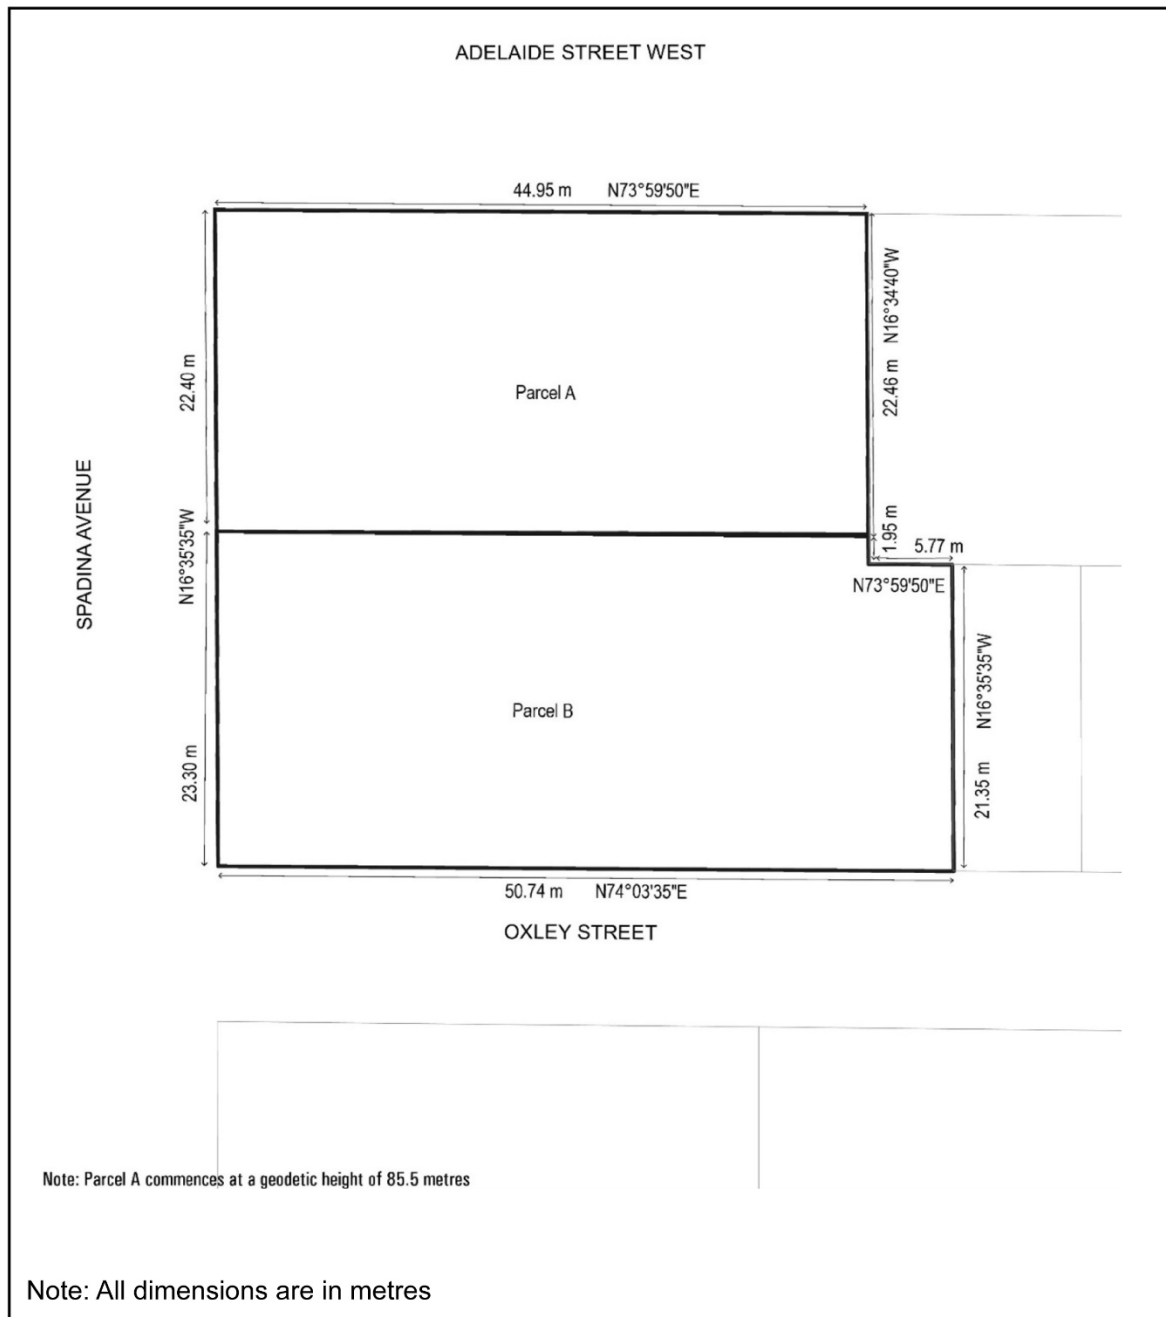 ADELAIDE STREET WEST
44.95 m N73°59'50"E
22.40 m
Parcel A
22.46 m N16°34'40"W
SPADINA AVENUE
N16°35'35"W
1.95 m
5.77 m
N73°59'50"E
Parcel B
23.30 m
21.35 m N16°35'35"W
50.74 m N74°03'35"E
OXLEY STREET
Note: Parcel A commences at a geodetic height of 85.5 metres
Note: All dimensions are in metres